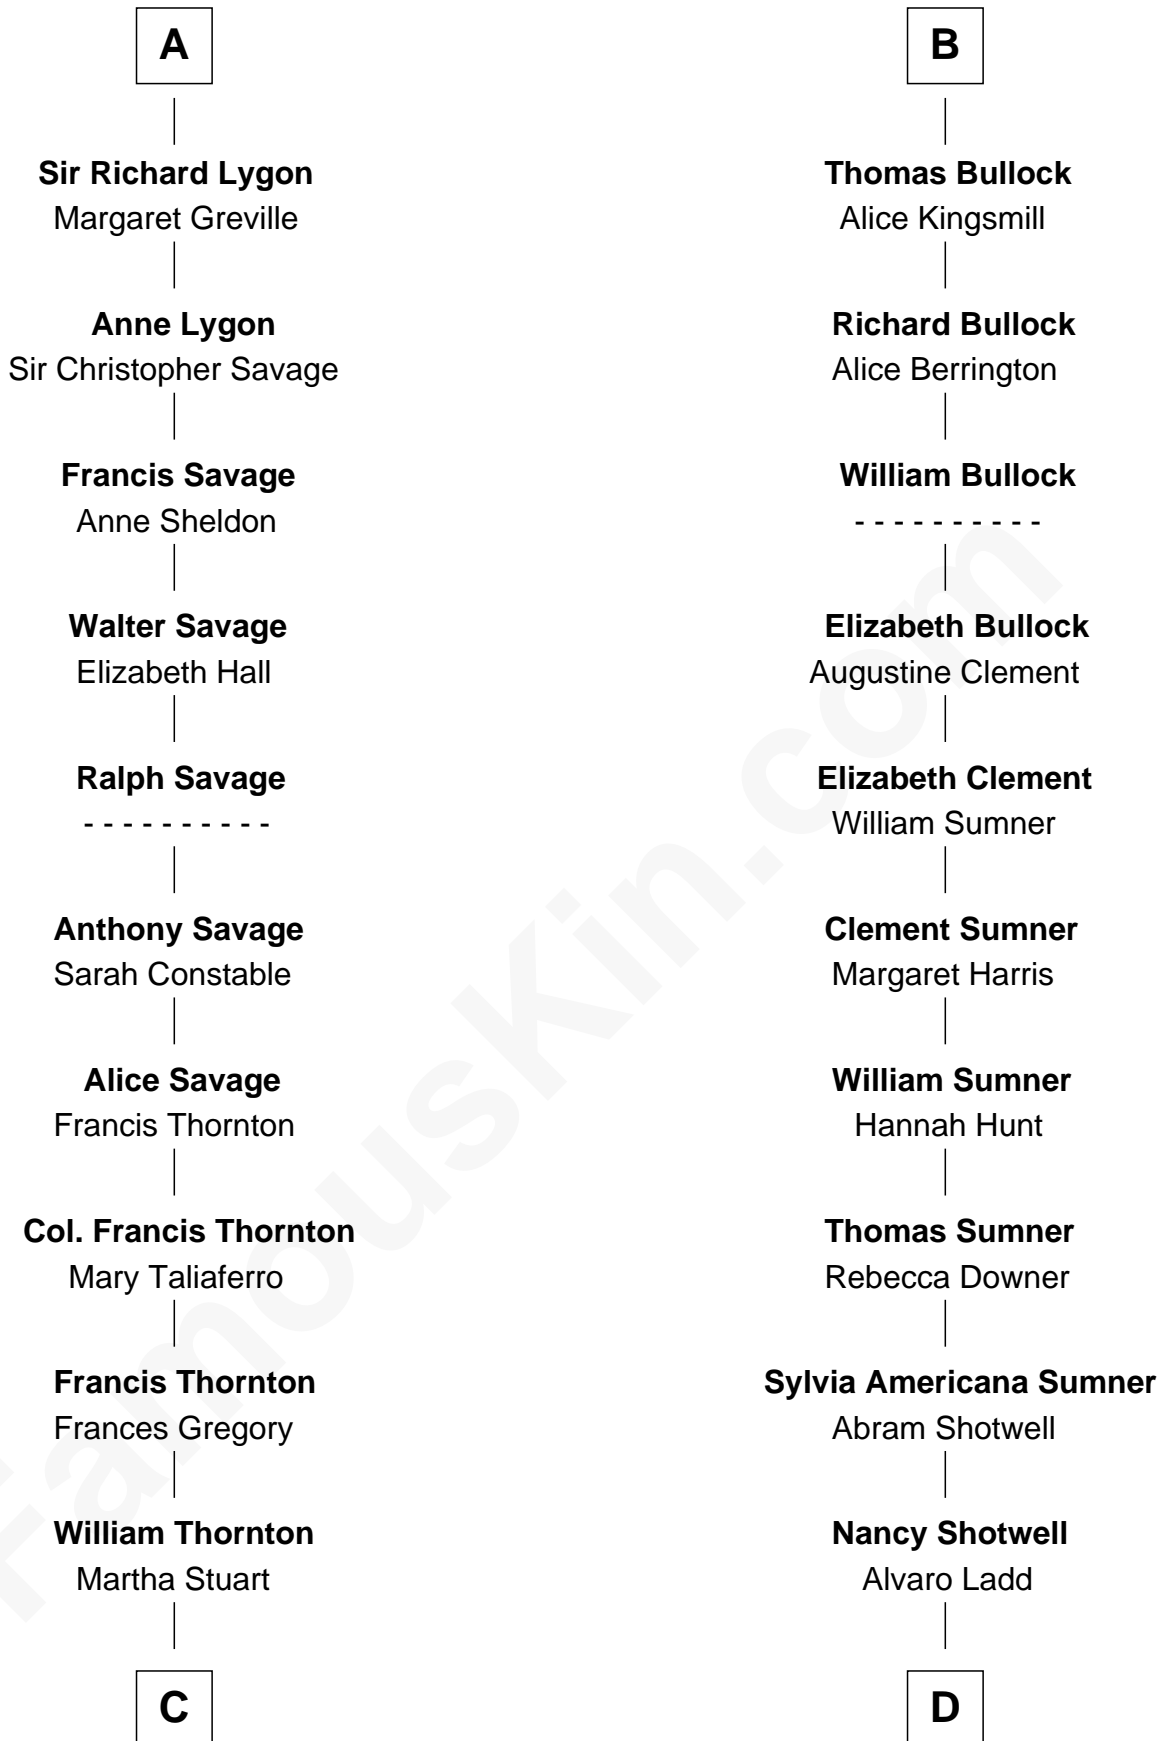 A
Sir Richard Lygon
Margaret Greville
Anne Lygon
Sir Christopher Savage
Francis Savage
Anne Sheldon
Walter Savage
Elizabeth Hall
Ralph Savage
- - - - - - - - - -
Anthony Savage
Sarah Constable
Alice Savage
Francis Thornton
Col. Francis Thornton
Mary Taliaferro
Francis Thornton
Frances Gregory
William Thornton
Martha Stuart
C
B
Thomas Bullock
Alice Kingsmill
Richard Bullock
Alice Berrington
William Bullock
- - - - - - - - - -
Elizabeth Bullock
Augustine Clement
Elizabeth Clement
William Sumner
Clement Sumner
Margaret Harris
William Sumner
Hannah Hunt
Thomas Sumner
Rebecca Downer
Sylvia Americana Sumner
Abram Shotwell
Nancy Shotwell
Alvaro Ladd
D
FamousKin.com